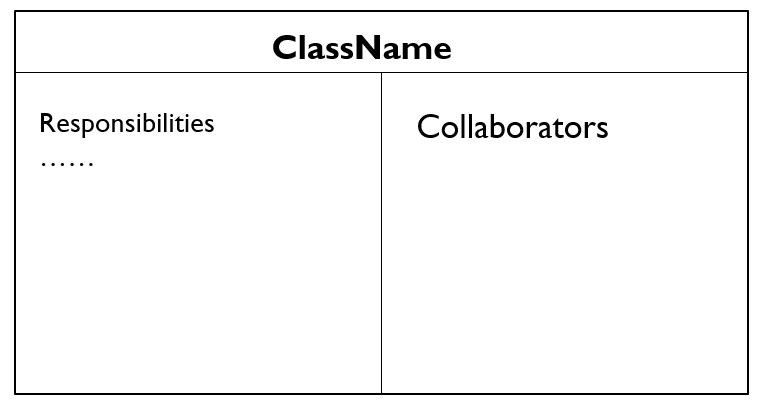 ClassName
Responsibilities
......
Collaborators